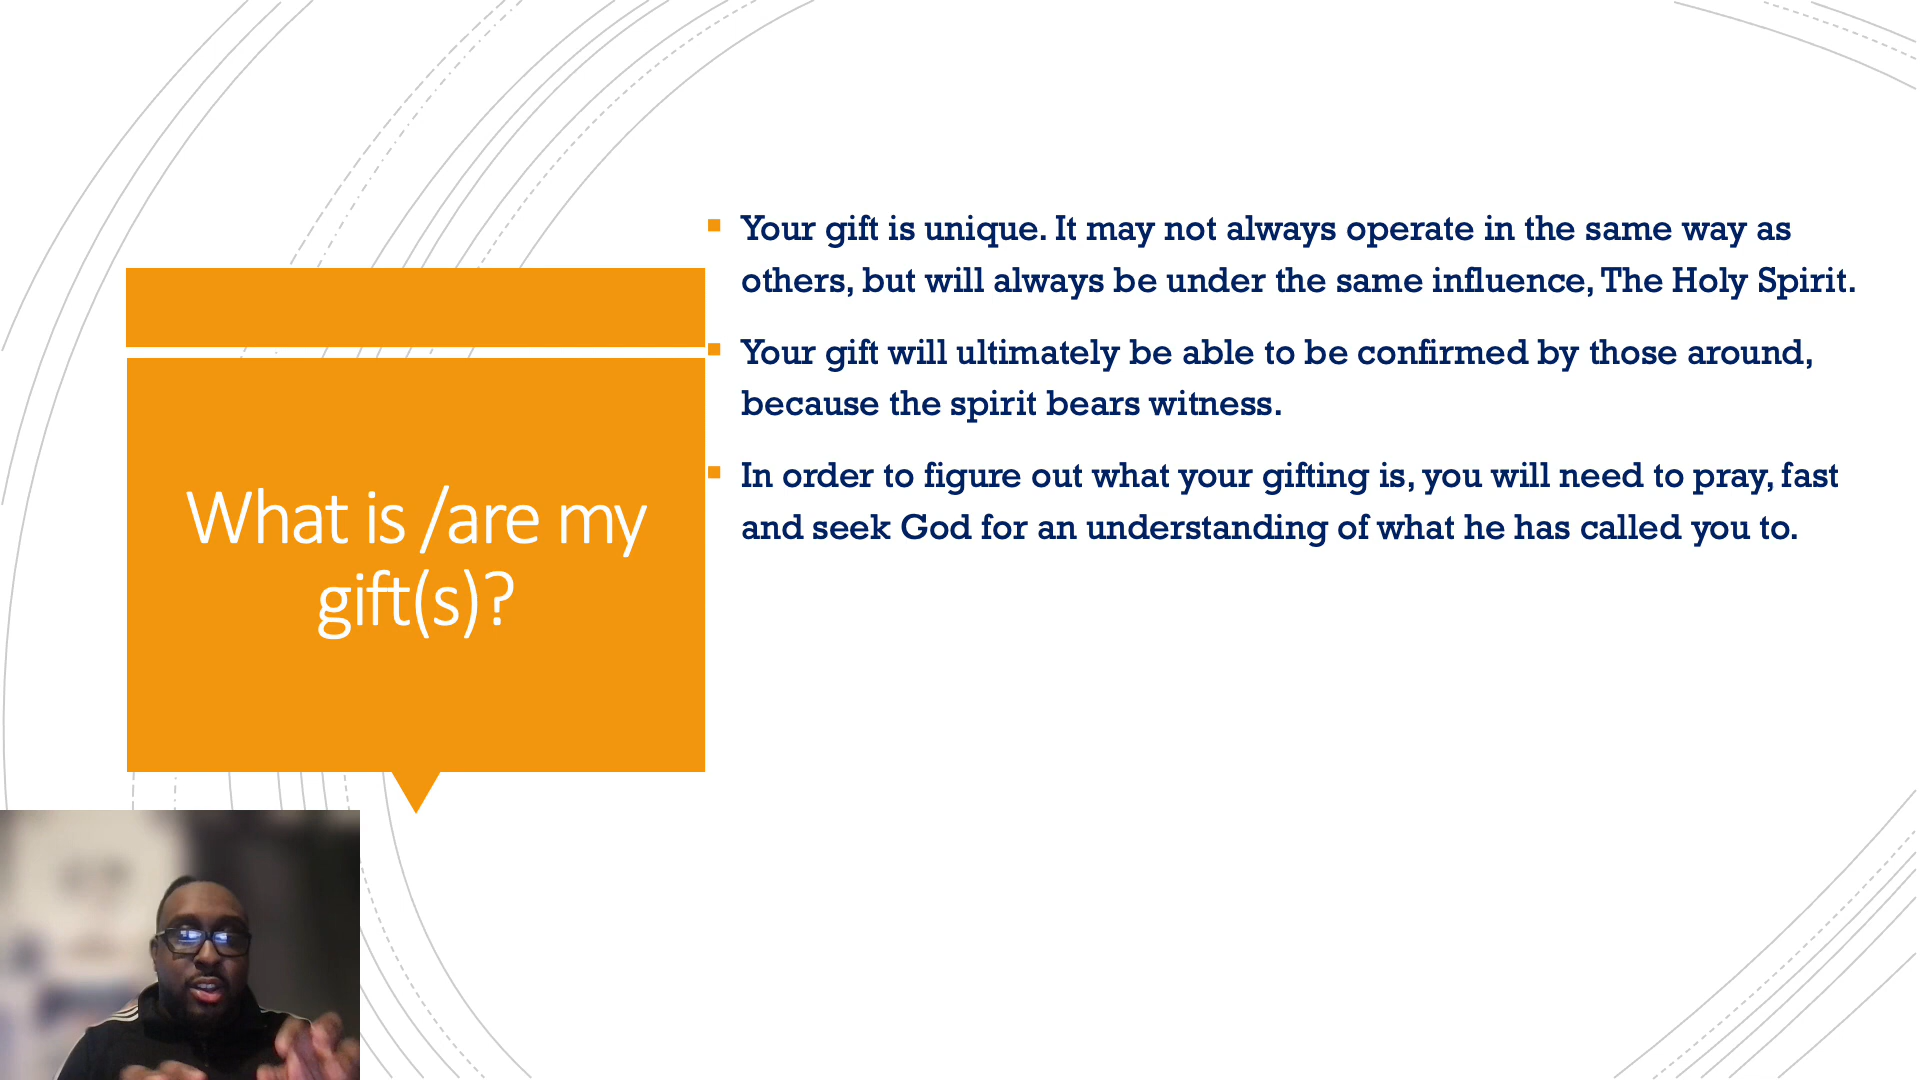 What is /are my
gift(s)?
Your gift is unique. It may not always operate in the same way as
others, but will always be under the same influence, The Holy Spirit.
Your gift will ultimately be able to be confirmed by those around,
because the spirit bears witness.
In order to figure out what your gifting is, you will need to pray, fast
and seek God for an understanding of what he has called you to.